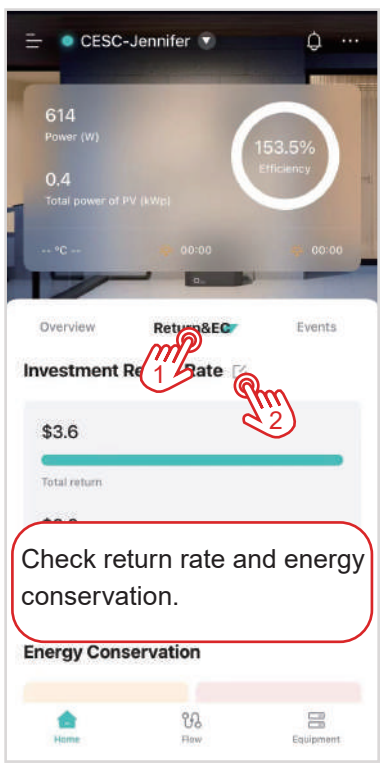 CESC-Jennifer
614
Power (W)
153.5%
Efficiency
0.4
Total power of PV (kWp)
-- °C --
00:00
00:00
Overview
Return&EC
Events
1
Investment Rate
2
$3.6
Total return
Check return rate and energy
conservation.
Energy Conservation
Home
Flow
Equipment